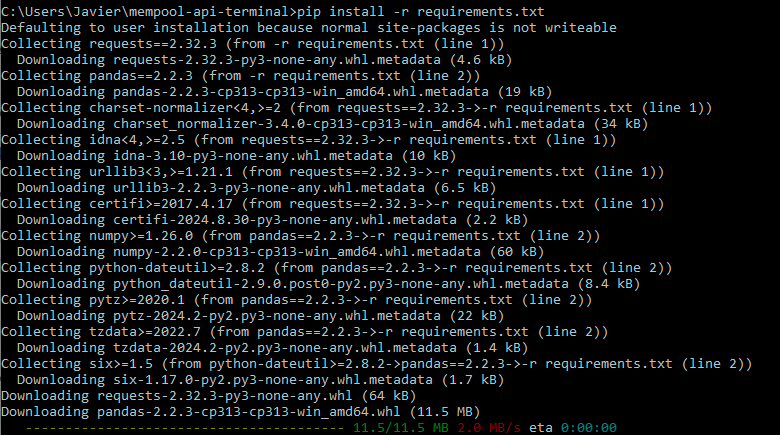 C:\Users\Javier\mempool-api-terminal>pip install -r requirements.txt
Defaulting to user installation because normal site-packages is not writeable
Collecting requests==2.32.3 (from -r requirements.txt (line 1))
  Downloading requests-2.32.3-py3-none-any.whl.metadata (4.6 kB)
Collecting pandas==2.2.3 (from -r requirements.txt (line 2))
  Downloading pandas-2.2.3-cp313-cp313-win_amd64.whl.metadata (19 kB)
Collecting charset-normalizer<4,>=2 (from requests==2.32.3->-r requirements.txt (line 1))
  Downloading charset_normalizer-3.4.0-cp313-cp313-win_amd64.whl.metadata (34 kB)
Collecting idna<4,>=2.5 (from requests==2.32.3->-r requirements.txt (line 1))
  Downloading idna-3.10-py3-none-any.whl.metadata (10 kB)
Collecting urllib3<3,>=1.21.1 (from requests==2.32.3->-r requirements.txt (line 1))
  Downloading urllib3-2.2.3-py3-none-any.whl.metadata (6.5 kB)
Collecting certifi>=2017.4.17 (from requests==2.32.3->-r requirements.txt (line 1))
  Downloading certifi-2024.8.30-py3-none-any.whl.metadata (2.2 kB)
Collecting numpy>=1.26.0 (from pandas==2.2.3->-r requirements.txt (line 2))
  Downloading numpy-2.2.0-cp313-cp313-win_amd64.whl.metadata (60 kB)
Collecting python-dateutil>=2.8.2 (from pandas==2.2.3->-r requirements.txt (line 2))
  Downloading python_dateutil-2.9.0.post0-py2.py3-none-any.whl.metadata (8.4 kB)
Collecting pytz>=2020.1 (from pandas==2.2.3->-r requirements.txt (line 2))
  Downloading pytz-2024.2-py2.py3-none-any.whl.metadata (22 kB)
Collecting tzdata>=2022.7 (from pandas==2.2.3->-r requirements.txt (line 2))
  Downloading tzdata-2024.2-py2.py3-none-any.whl.metadata (1.4 kB)
Collecting six>=1.5 (from python-dateutil>=2.8.2->pandas==2.2.3->-r requirements.txt (line 2))
  Downloading six-1.17.0-py2.py3-none-any.whl.metadata (1.7 kB)
Downloading requests-2.32.3-py3-none-any.whl (64 kB)
Downloading pandas-2.2.3-cp313-cp313-win_amd64.whl (11.5 MB)
   ---------------------------------------- 11.5/11.5 MB 2.0 MB/s eta 0:00:00